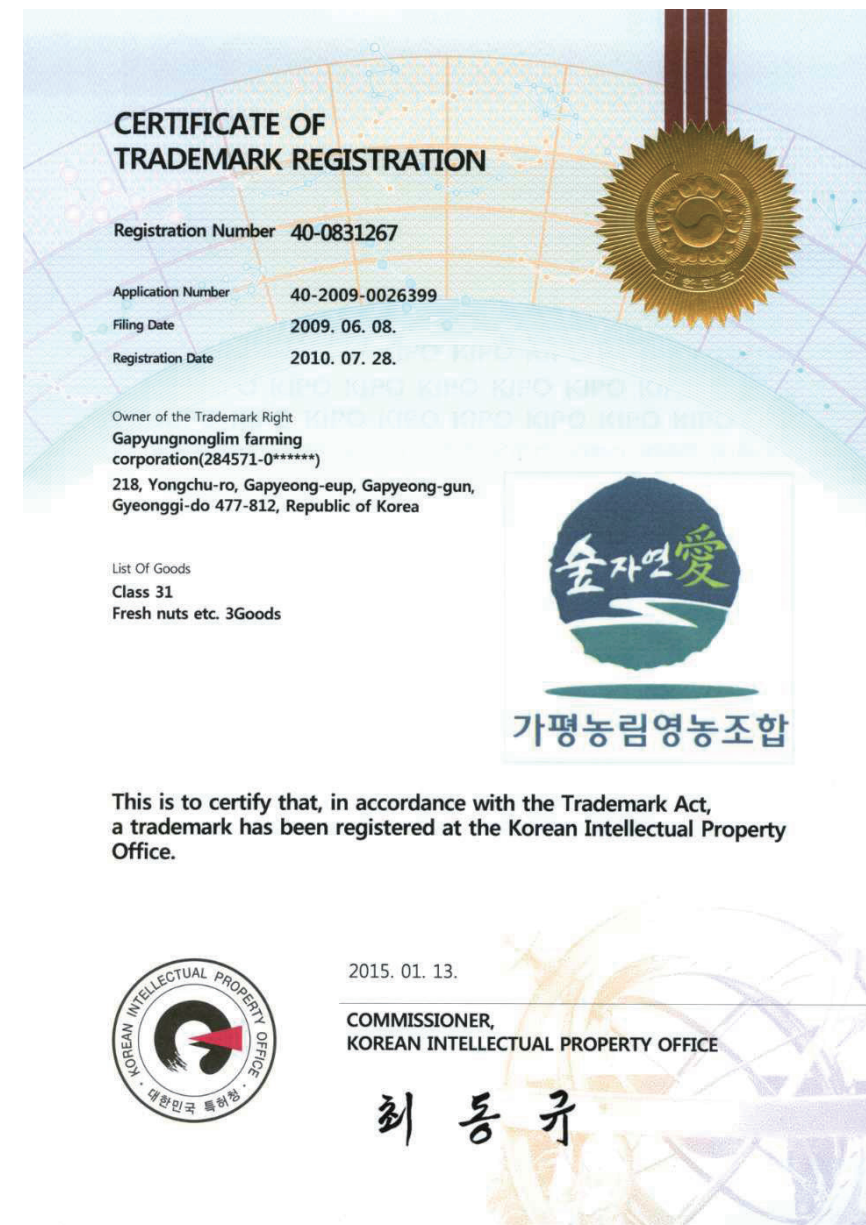 CERTIFICATE OF
TRADEMARK REGISTRATION
대한민국
Registration Number 40-0831267
Application Number 40-2009-0026399
Filing Date 2009. 06. 08.
Registration Date 2010. 07. 28.
Owner of the Trademark Right
Gapyungnonglim farming
corporation(284571-0******)
218, Yongchu-ro, Gapyeong-eup, Gapyeong-gun,
Gyeonggi-do 477-812, Republic of Korea
List Of Goods
Class 31
Fresh nuts etc. 3Goods
숲자연愛
가평농림영농조합
This is to certify that, in accordance with the Trademark Act,
a trademark has been registered at the Korean Intellectual Property
Office.
2015. 01. 13.
COMMISSIONER,
KOREAN INTELLECTUAL PROPERTY OFFICE
KOREAN INTELLECTUAL PROPERTY OFFICE
대한민국 특허청
최동규